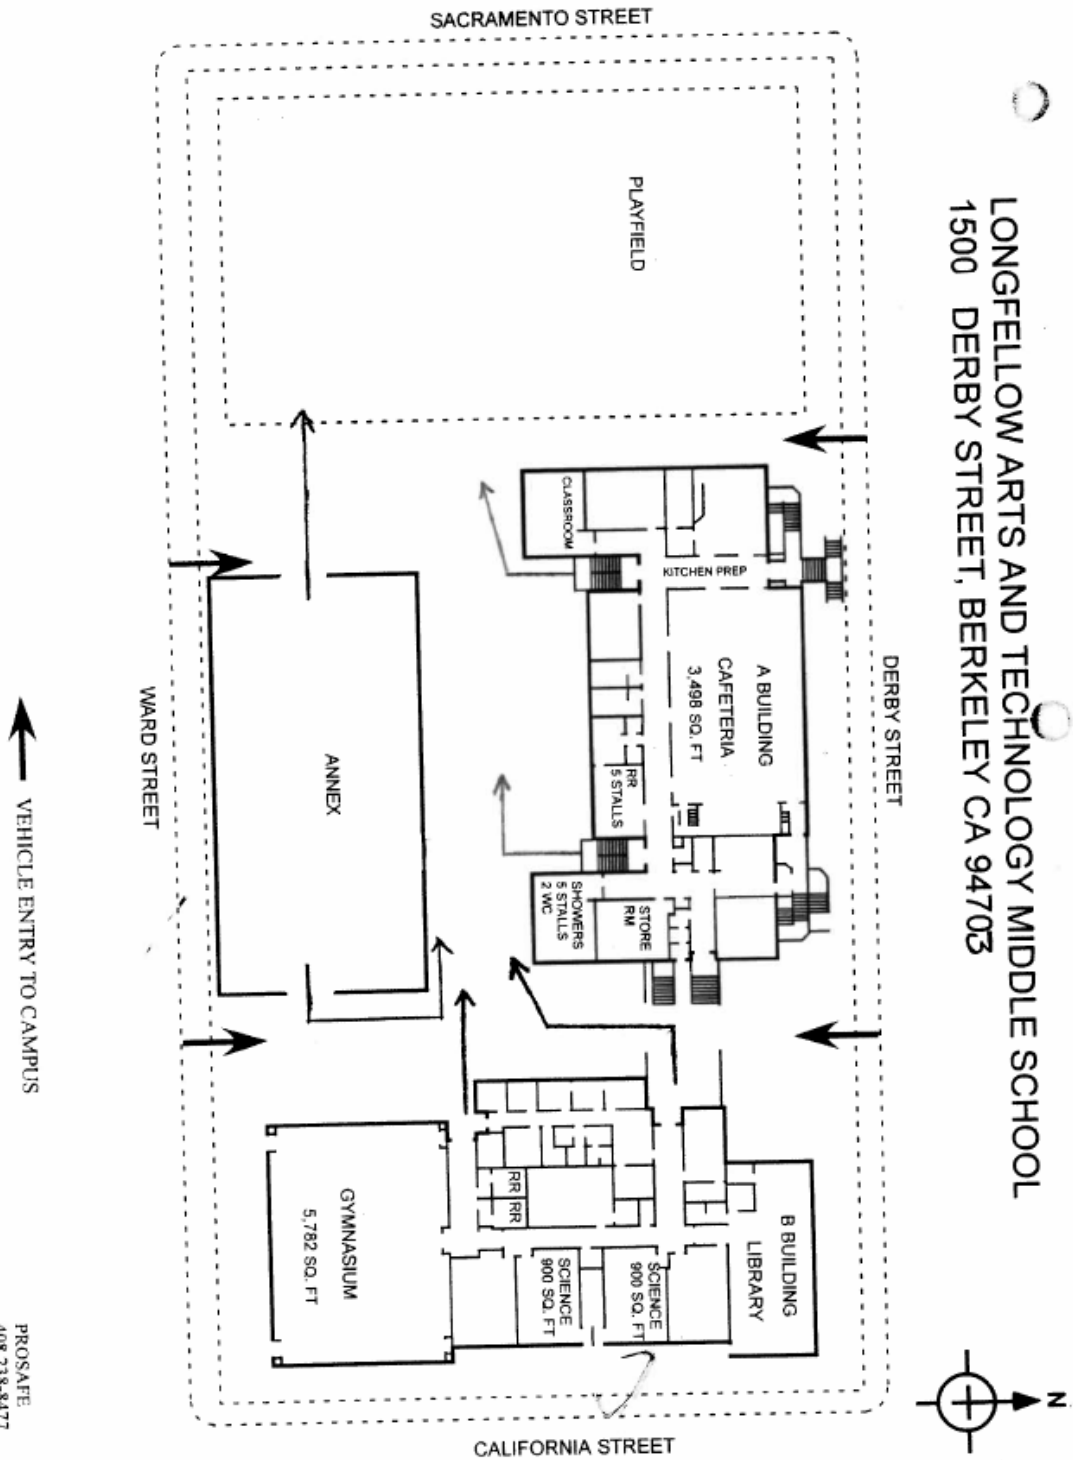 SACRAMENTO STREET
LONGFELLOW ARTS AND TECHNOLOGY MIDDLE SCHOOL
1500 DERBY STREET, BERKELEY CA 94703
PLAYFIELD
CLASSROOM
KITCHEN PREP
A BUILDING
CAFETERIA
3,498 SQ. FT
RR
5 STALLS
STORE
RM
SHOWERS
5 STALLS
2 WC
DERBY STREET
ANNEX
WARD STREET
VEHICLE ENTRY TO CAMPUS
RR
RR
B BUILDING
LIBRARY
SCIENCE
900 SQ. FT
SCIENCE
900 SQ. FT
GYMNASIUM
5,782 SQ. FT
N
CALIFORNIA STREET
PROSAFE
408 238-8477